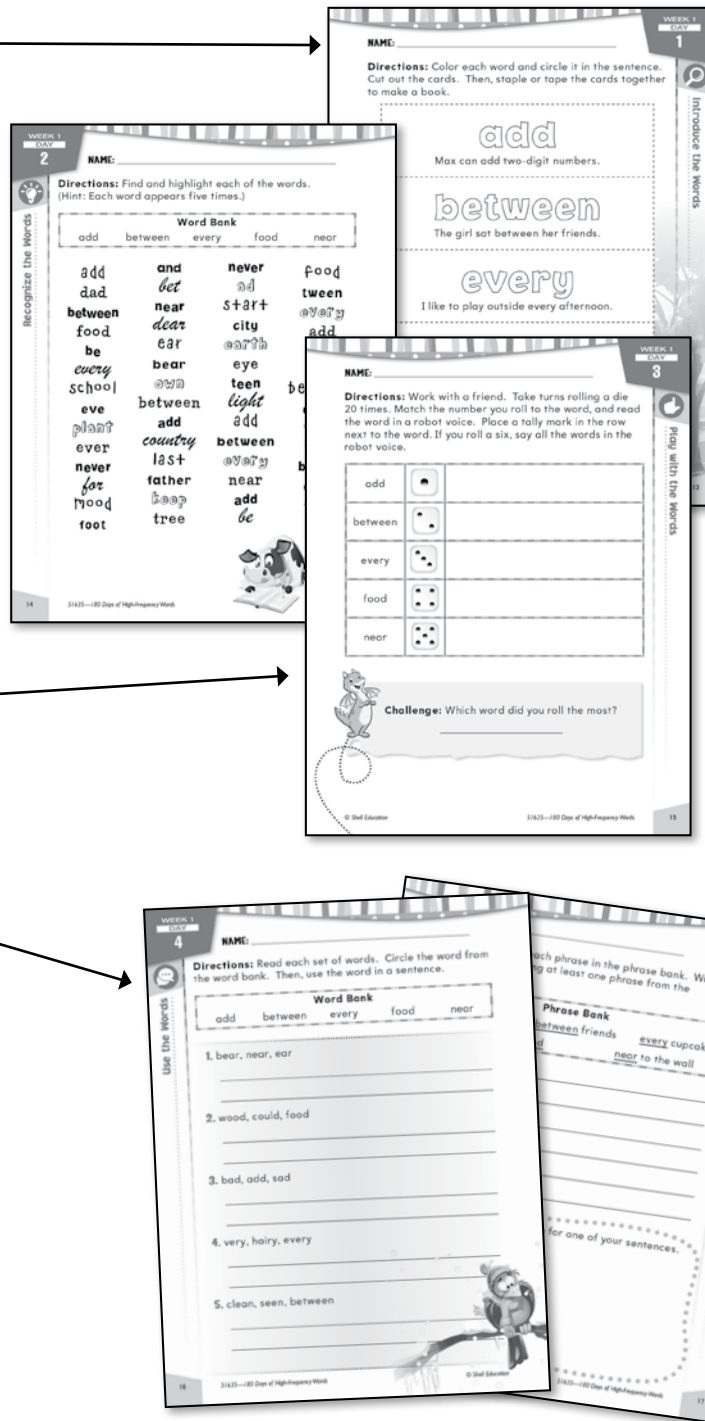 WEEK 1
DAY
1
NAME:
Directions: Color each word and circle it in the sentence.
Cut out the cards. Then, staple or tape the cards together
to make a book.
Introduce the Words
add
Max can add two-digit numbers.
between
The girl sat between her friends.
every
I like to play outside every afternoon.
13
WEEK 1
DAY
2
NAME:
Directions: Find and highlight each of the words.
(Hint: Each word appears five times.)
Recognize the Words
Word Bank
add between every food near
add and never food
dad bet ad tween
between near start every
food dear city add
be ear earth
every bear eye
school own teen be
eve between light
plant add add
ever country between
never last every b
for father near
mood keep add
foot tree be
14
51635—180 Days of High-Frequency Words
WEEK 1
DAY
3
NAME:
Directions: Work with a friend. Take turns rolling a die
20 times. Match the number you roll to the word, and read
the word in a robot voice. Place a tally mark in the row
next to the word. If you roll a six, say all the words in the
robot voice.
Play with the Words
add
between
every
food
near
Challenge: Which word did you roll the most?
© Shell Education 51635—180 Days of High-Frequency Words 15
WEEK 1
DAY
4
NAME:
Directions: Read each set of words. Circle the word from
the word bank. Then, use the word in a sentence.
Use the Words
Word Bank
add between every food near
1. bear, near, ear
2. wood, could, food
3. bad, add, sad
4. very, hairy, every
5. clean, seen, between
16 51635—180 Days of High-Frequency Words © Shell Education
ach phrase in the phrase bank. W
ng at least one phrase from the
Phrase Bank
between friends every cupcak
d near to the wall
for one of your sentences.
51635—180 Days of High-Frequency Words